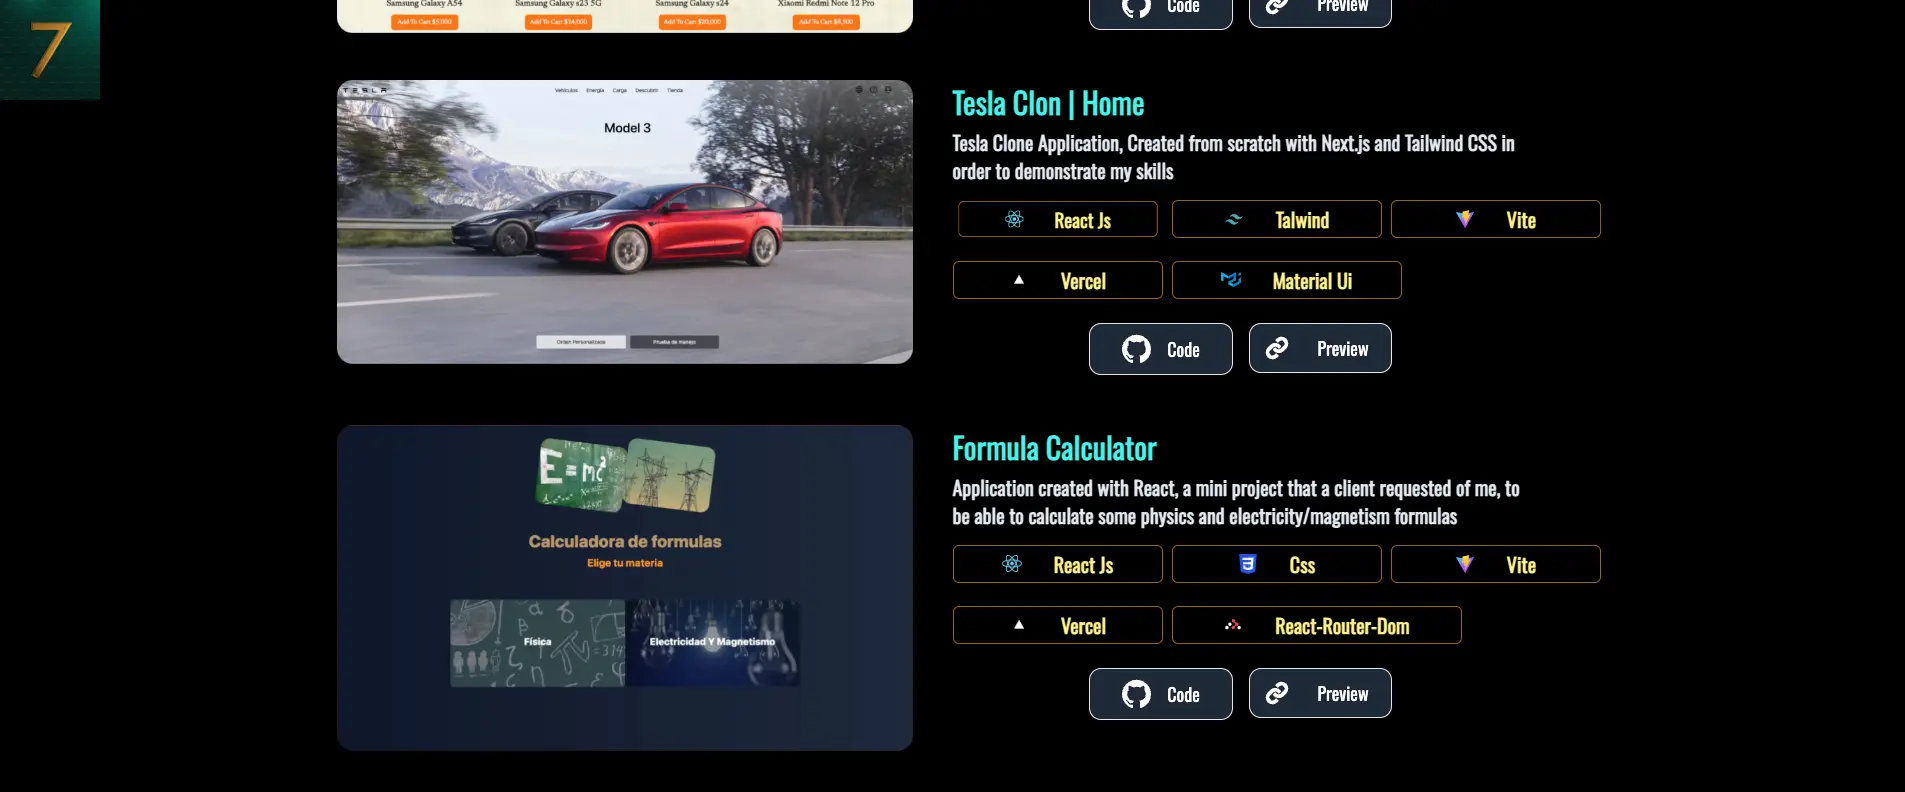 7
Samsung Galaxy A54
Samsung Galaxy s23 5G
Samsung Galaxy s24
Xiaomi Redmi Note 12 Pro
Add To Cart $5,000
Add To Cart $14,000
Add To Cart $20,000
Add To Cart $8,500
Code
Preview
TESLA
Vehículos Energía Carga Descubrir Tienda
Model 3
Orden Personalizada
Prueba de manejo
Tesla Clon | Home
Tesla Clone Application, Created from scratch with Next.js and Tailwind CSS in
order to demonstrate my skills
React Js
Talwind
Vite
Vercel
Material Ui
Code
Preview
E=mc²
Calculadora de formulas
Elige tu materia
Física
Electricidad Y Magnetismo
Formula Calculator
Application created with React, a mini project that a client requested of me, to
be able to calculate some physics and electricity/magnetism formulas
React Js
Css
Vite
Vercel
React-Router-Dom
Code
Preview